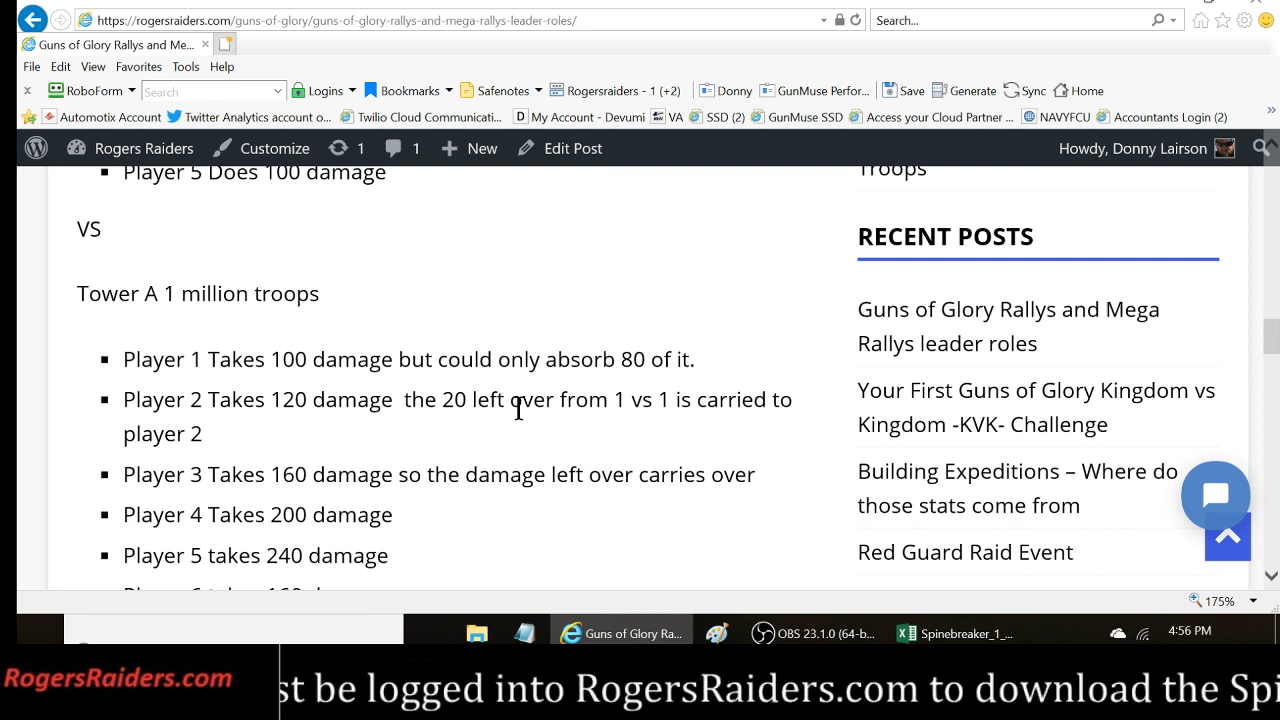 https://rogersraiders.com/guns-of-glory/guns-of-glory-rallys-and-mega-rallys-leader-roles/
Search...
Guns of Glory Rallys and Me...
File Edit View Favorites Tools Help
RoboForm Search Logins Bookmarks Safenotes Rogersraiders - 1 (+2) Donny GunMuse Perfor... Save Generate Sync Home
Automotix Account Twitter Analytics account o... Twilio Cloud Communicati... My Account - Devumi VA SSD (2) GunMuse SSD Access your Cloud Partner ... NAVYFCU Accountants Login (2)
Rogers Raiders Customize 1 1 New Edit Post Howdy, Donny Lairson
Player 5 Does 100 damage
VS
Tower A 1 million troops
Player 1 Takes 100 damage but could only absorb 80 of it.
Player 2 Takes 120 damage the 20 left over from 1 vs 1 is carried to
player 2
Player 3 Takes 160 damage so the damage left over carries over
Player 4 Takes 200 damage
Player 5 takes 240 damage
Troops
RECENT POSTS
Guns of Glory Rallys and Mega
Rallys leader roles
Your First Guns of Glory Kingdom vs
Kingdom -KVK- Challenge
Building Expeditions – Where do
those stats come from
Red Guard Raid Event
175%
Guns of Glory Ra... OBS 23.1.0 (64-b... Spinebreaker_1_... 4:56 PM
RogersRaiders.com
st be logged into RogersRaiders.com to download the Spi